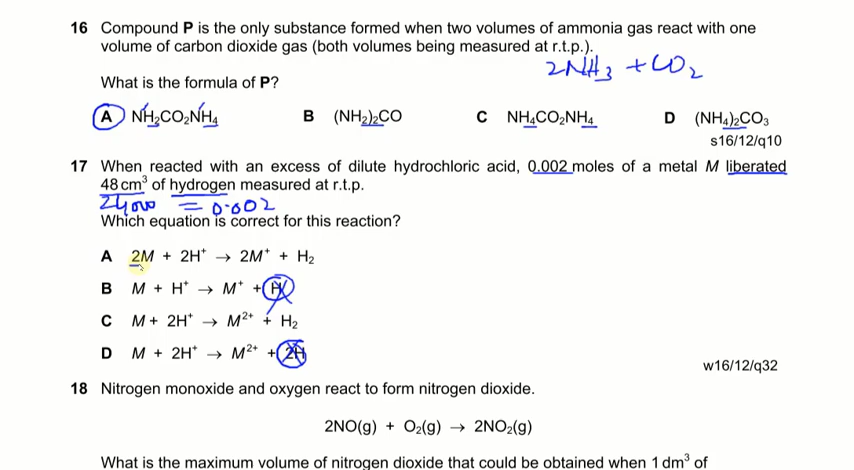 16 Compound P is the only substance formed when two volumes of ammonia gas react with one
volume of carbon dioxide gas (both volumes being measured at r.t.p.).
2NH₃ + CO₂
What is the formula of P?
A NH₂CO₂NH₄ B (NH₂)₂CO C NH₄CO₂NH₄ D (NH₄)₂CO₃
s16/12/q10
17 When reacted with an excess of dilute hydrochloric acid, 0.002 moles of a metal M liberated
48 cm³ of hydrogen measured at r.t.p.
24000 = 0.002
Which equation is correct for this reaction?
A 2M + 2H⁺ → 2M⁺ + H₂
B M + H⁺ → M⁺ + H
C M + 2H⁺ → M²⁺ + H₂
D M + 2H⁺ → M²⁺ + 2H
w16/12/q32
18 Nitrogen monoxide and oxygen react to form nitrogen dioxide.
2NO(g) + O₂(g) → 2NO₂(g)
What is the maximum volume of nitrogen dioxide that could be obtained when 1 dm³ of